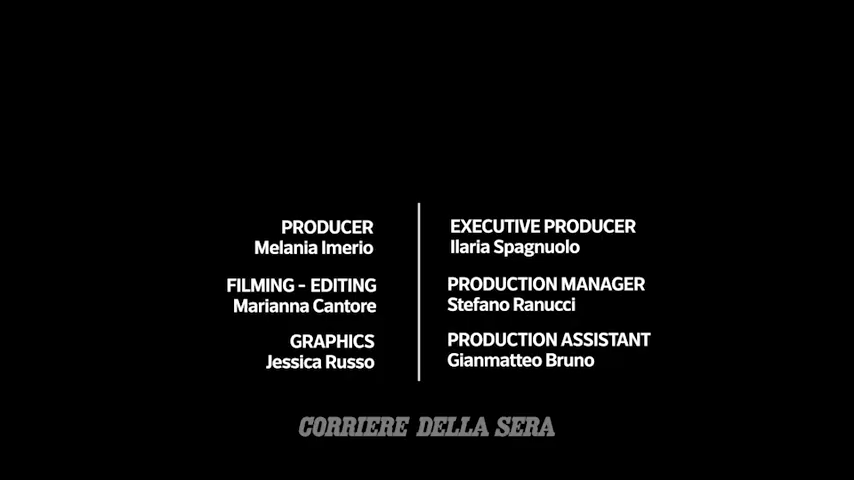 PRODUCER
Melania Imerio
FILMING - EDITING
Marianna Cantore
GRAPHICS
Jessica Russo
EXECUTIVE PRODUCER
Ilaria Spagnuolo
PRODUCTION MANAGER
Stefano Ranucci
PRODUCTION ASSISTANT
Gianmatteo Bruno
CORRIERE DELLA SERA